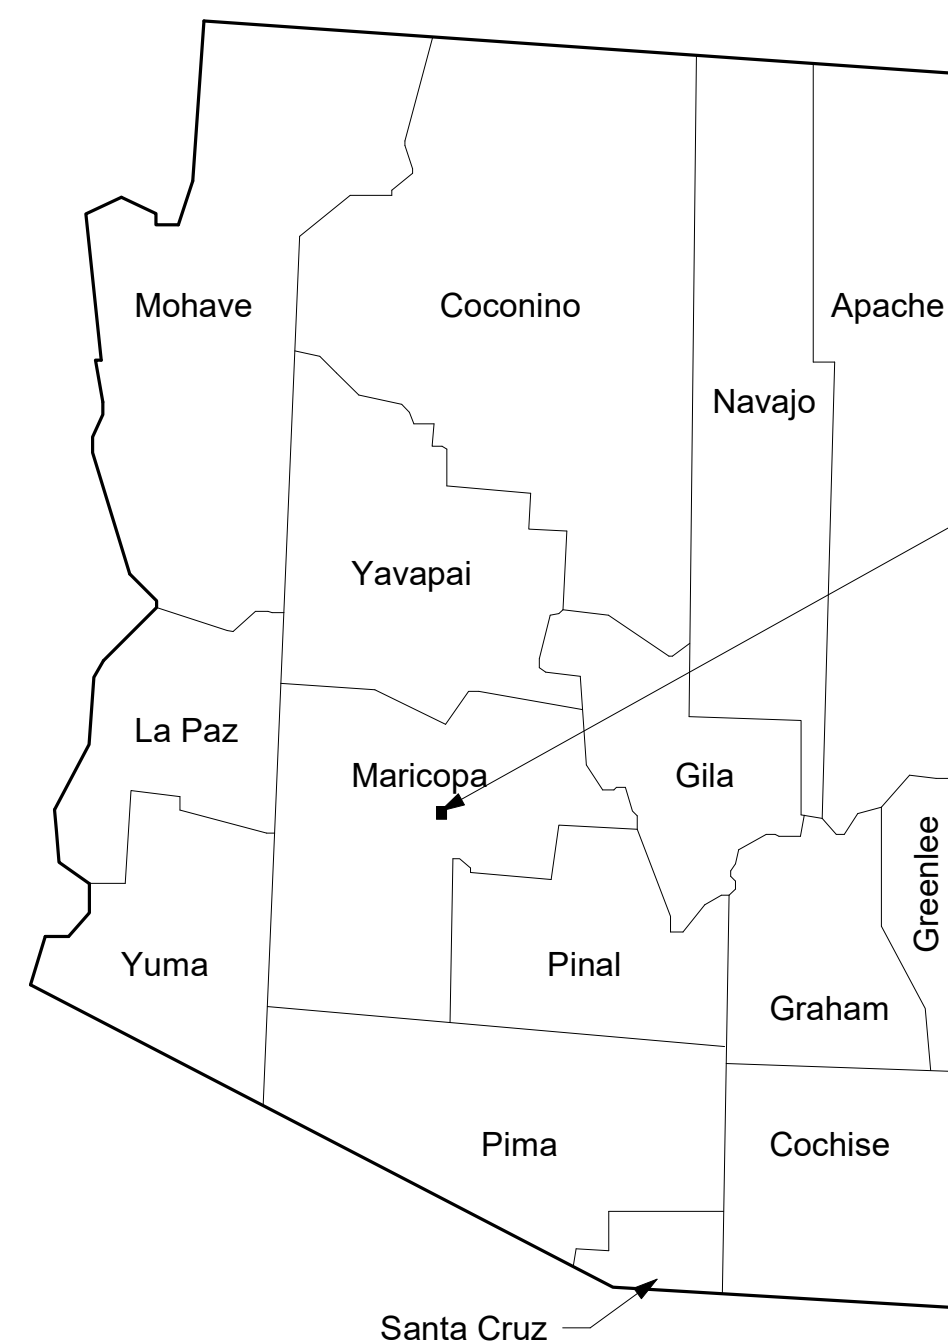 Mohave
Coconino
Apache
Navajo
Yavapai
La Paz
Maricopa
Gila
Greenlee
Yuma
Pinal
Graham
Pima
Cochise
Santa Cruz